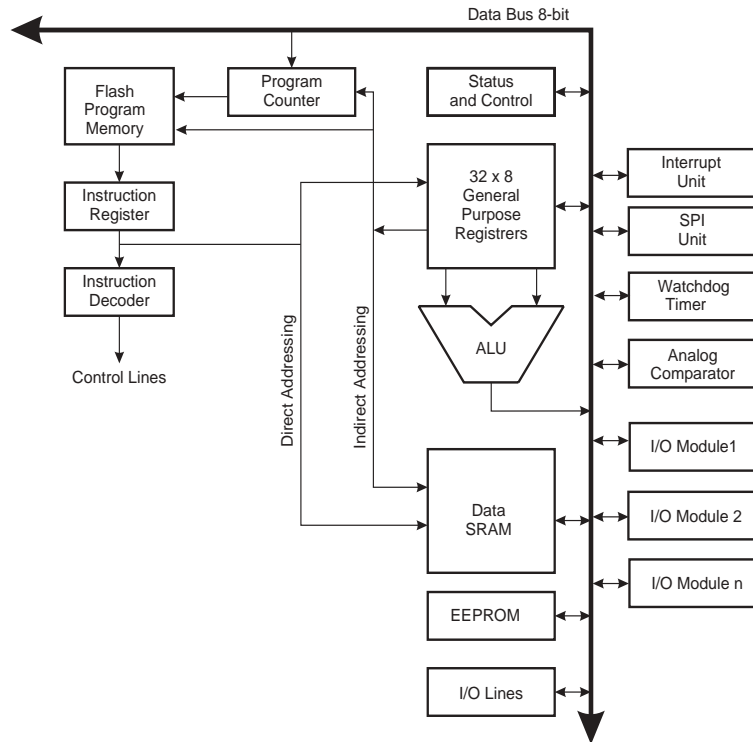 Data Bus 8-bit
Flash
Program
Memory
Program
Counter
Status
and Control
Instruction
Register
32 x 8
General
Purpose
Registrers
Interrupt
Unit
SPI
Unit
Instruction
Decoder
Watchdog
Timer
ALU
Analog
Comparator
Control Lines
Direct Addressing
Indirect Addressing
I/O Module1
Data
SRAM
I/O Module 2
I/O Module n
EEPROM
I/O Lines